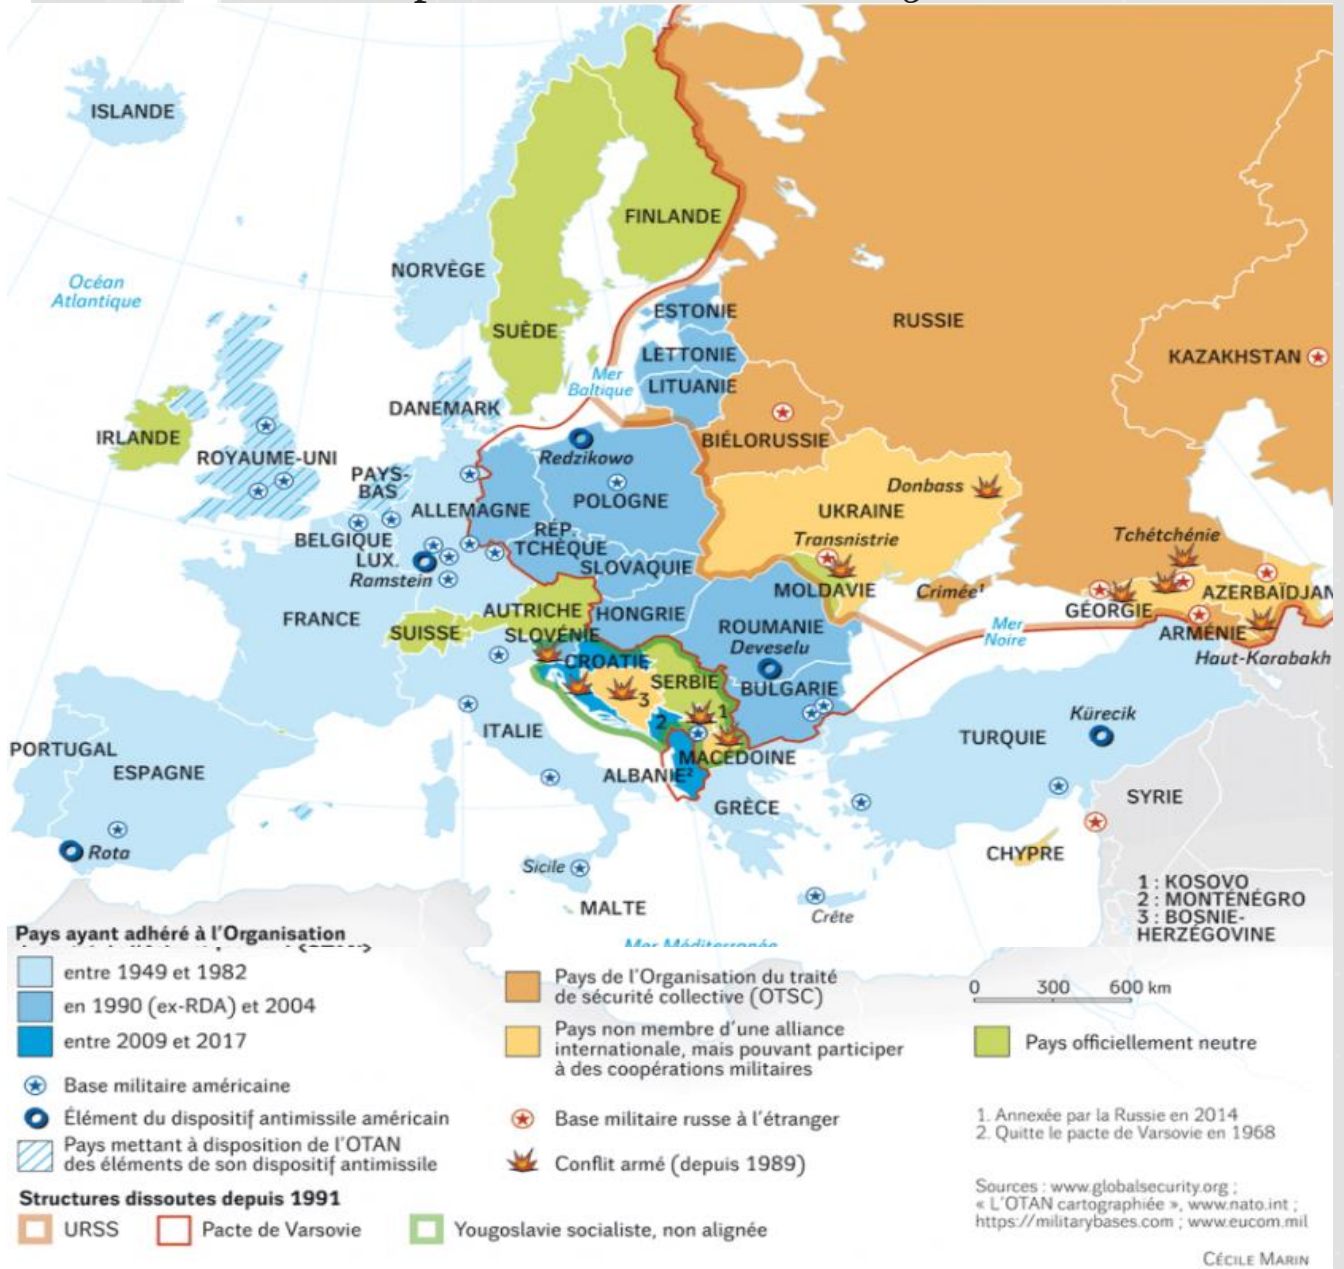 ISLANDE
FINLANDE
NORVÈGE
Océan
Atlantique
SUÈDE
ESTONIE
RUSSIE
LETTONIE
KAZAKHSTAN
Mer
Baltique
LITUANIE
DANEMARK
IRLANDE
BIÉLORUSSIE
ROYAUME-UNI
Redzikowo
PAYS-
BAS
POLOGNE
Donbass
ALLEMAGNE
UKRAINE
RÉP.
TCHÈQUE
BELGIQUE
Transnistrie
Tchétchénie
LUX.
SLOVAQUIE
Ramstein
MOLDAVIE
Crimée¹
AZERBAÏDJAN
AUTRICHE
HONGRIE
GÉORGIE
FRANCE
ROUMANIE
Mer
Noire
SUISSE
SLOVÉNIE
ARMÉNIE
Deveselu
CROATIE
Haut-Karabakh
SERBIE
BULGARIE
3
1
2
Kürecik
ITALIE
TURQUIE
PORTUGAL
MACÉDOINE
ESPAGNE
ALBANIE²
SYRIE
GRÈCE
Rota
CHYPRE
Sicile
MALTE
Crête
1 : KOSOVO
2 : MONTÉNÉGRO
3 : BOSNIE-
HERZÉGOVINE
Mer Méditerranée
Pays ayant adhéré à l'Organisation
entre 1949 et 1982
en 1990 (ex-RDA) et 2004
entre 2009 et 2017
Base militaire américaine
Élément du dispositif antimissile américain
Pays mettant à disposition de l'OTAN
des éléments de son dispositif antimissile
Structures dissoutes depuis 1991
URSS
Pacte de Varsovie
Yougoslavie socialiste, non alignée
Pays de l'Organisation du traité
de sécurité collective (OTSC)
Pays non membre d'une alliance
internationale, mais pouvant participer
à des coopérations militaires
Base militaire russe à l'étranger
Conflit armé (depuis 1989)
0 300 600 km
Pays officiellement neutre
1. Annexée par la Russie en 2014
2. Quitte le pacte de Varsovie en 1968
Sources : www.globalsecurity.org ;
« L'OTAN cartographiée », www.nato.int ;
https://militarybases.com ; www.eucom.mil
CÉCILE MARIN